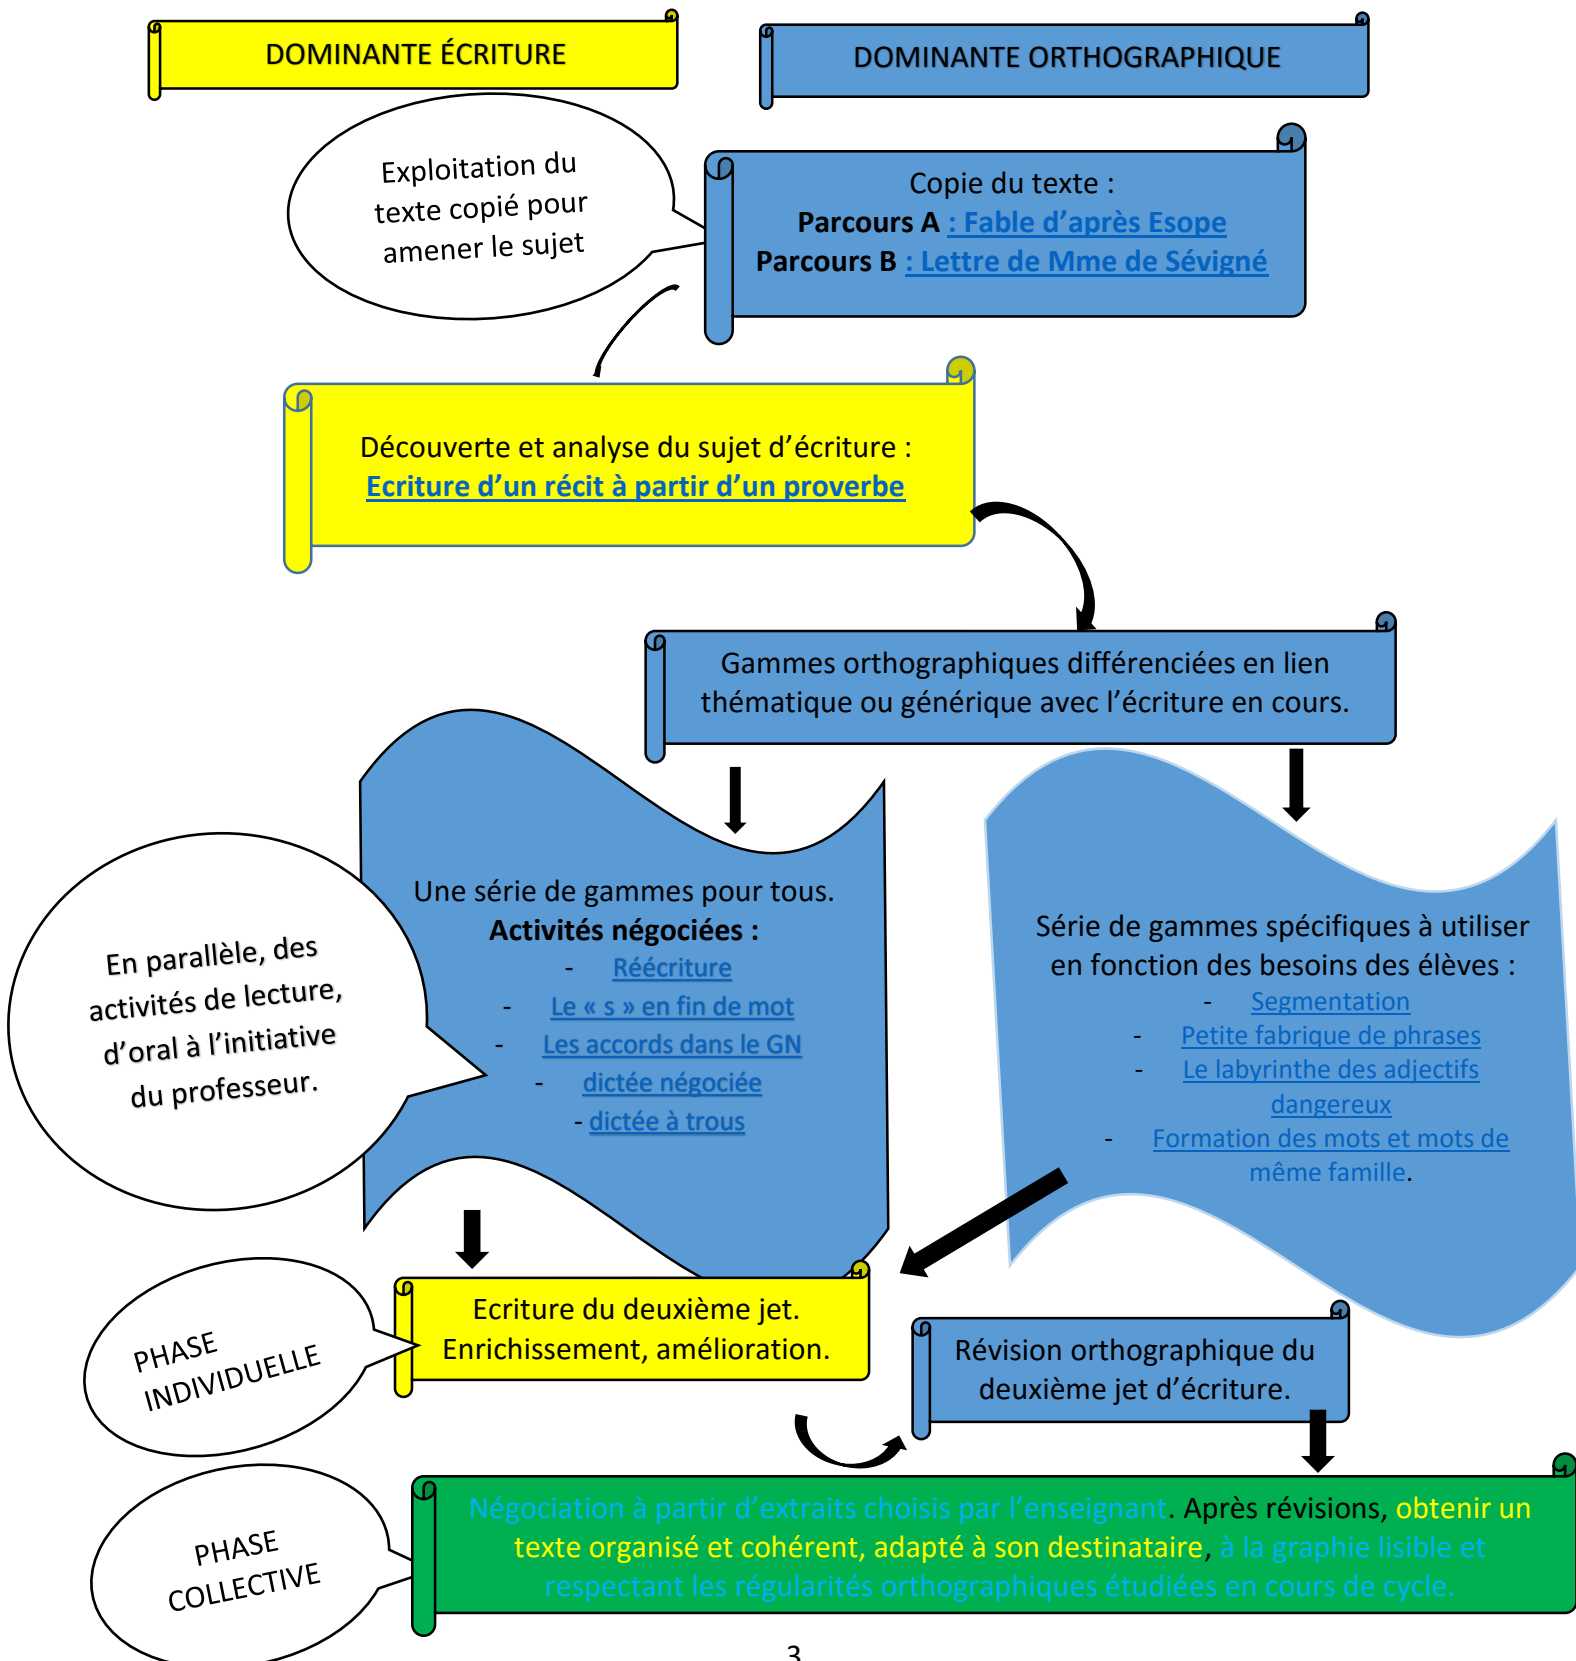 DOMINANTE ÉCRITURE
DOMINANTE ORTHOGRAPHIQUE
Exploitation du
texte copié pour
amener le sujet
Copie du texte :
Parcours A : Fable d’après Esope
Parcours B : Lettre de Mme de Sévigné
Découverte et analyse du sujet d’écriture :
Ecriture d’un récit à partir d’un proverbe
Gammes orthographiques différenciées en lien
thématique ou générique avec l’écriture en cours.
En parallèle, des
activités de lecture,
d’oral à l’initiative
du professeur.
Une série de gammes pour tous.
Activités négociées :
- Réécriture
- Le « s » en fin de mot
- Les accords dans le GN
- dictée négociée
- dictée à trous
Série de gammes spécifiques à utiliser
en fonction des besoins des élèves :
- Segmentation
- Petite fabrique de phrases
- Le labyrinthe des adjectifs
dangereux
- Formation des mots et mots de
même famille.
PHASE
INDIVIDUELLE
Ecriture du deuxième jet.
Enrichissement, amélioration.
Révision orthographique du
deuxième jet d’écriture.
PHASE
COLLECTIVE
Négociation à partir d’extraits choisis par l’enseignant. Après révisions, obtenir un
texte organisé et cohérent, adapté à son destinataire, à la graphie lisible et
respectant les régularités orthographiques étudiées en cours de cycle.
3